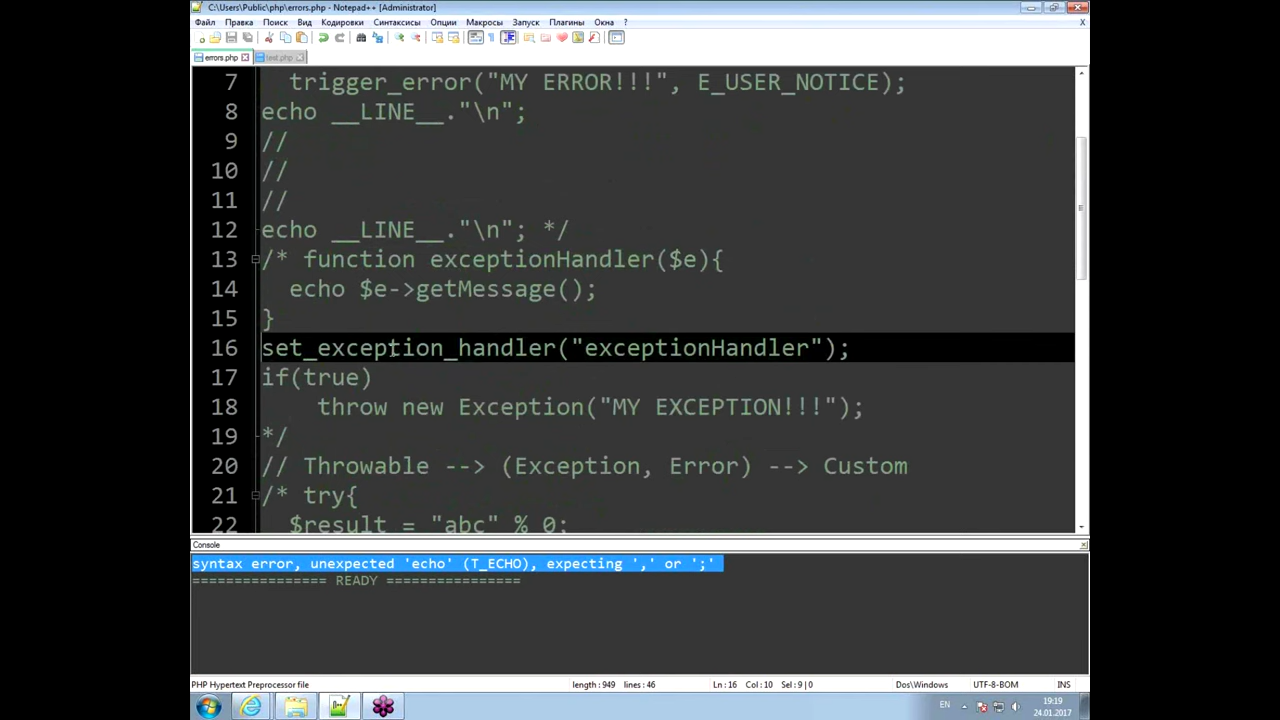 C:\Users\Public\php\errors.php - Notepad++ [Administrator]
Файл Правка Поиск Вид Кодировки Синтаксисы Опции Макросы Запуск Плагины Окна ?
X
errors.php test.php
7 trigger_error("MY ERROR!!!", E_USER_NOTICE);
8 echo __LINE__."\n";
9 //
10 //
11 //
12 echo __LINE__."\n"; */
13 /* function exceptionHandler($e){
14 echo $e->getMessage();
15 }
16 set_exception_handler("exceptionHandler");
17 if(true)
18 throw new Exception("MY EXCEPTION!!!");
19 */
20 // Throwable --> (Exception, Error) --> Custom
21 /* try{
22 $result = "abc" % 0;
Console
syntax error, unexpected 'echo' (T_ECHO), expecting ',' or ';'
================ READY ================
PHP Hypertext Preprocessor file length : 949 lines : 46 Ln : 16 Col : 10 Sel : 9 | 0 Dos\Windows UTF-8-BOM INS
EN 19:19
24.01.2017